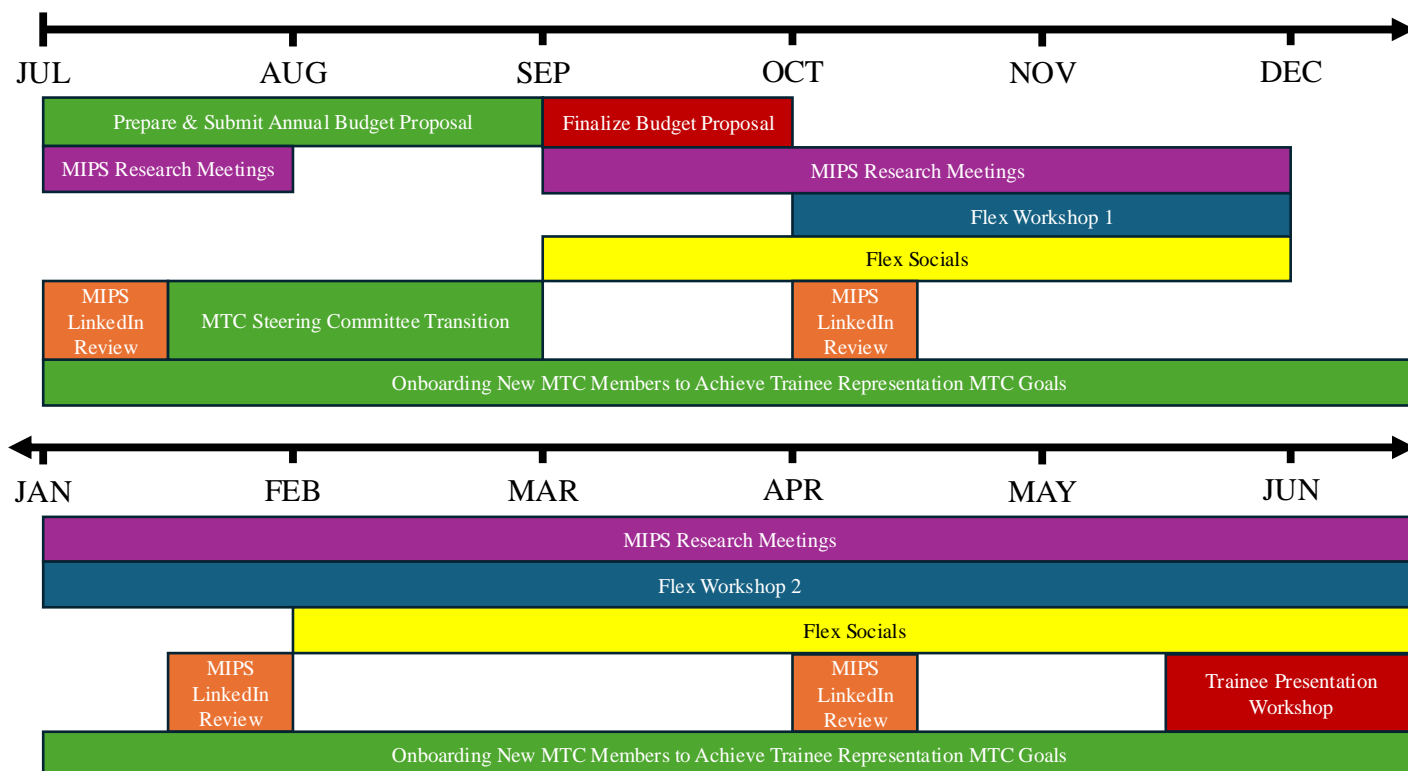 JUL AUG SEP OCT NOV DEC
Prepare & Submit Annual Budget Proposal
Finalize Budget Proposal
MIPS Research Meetings
MIPS Research Meetings
Flex Workshop 1
Flex Socials
MIPS
LinkedIn
Review
MTC Steering Committee Transition
MIPS
LinkedIn
Review
Onboarding New MTC Members to Achieve Trainee Representation MTC Goals
JAN FEB MAR APR MAY JUN
MIPS Research Meetings
Flex Workshop 2
Flex Socials
MIPS
LinkedIn
Review
MIPS
LinkedIn
Review
Trainee Presentation
Workshop
Onboarding New MTC Members to Achieve Trainee Representation MTC Goals